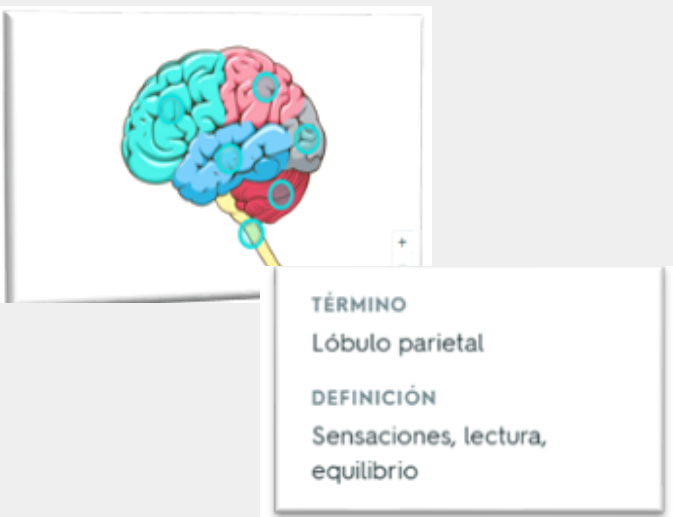 +
TÉRMINO
Lóbulo parietal
DEFINICIÓN
Sensaciones, lectura,
equilibrio